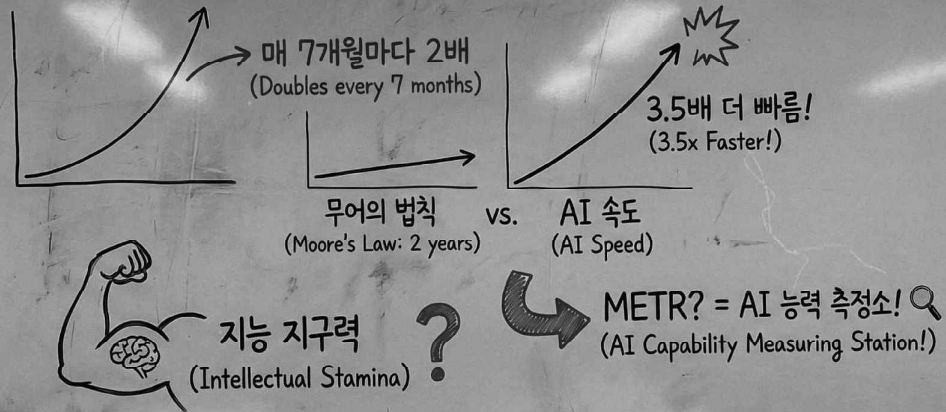 매 7개월마다 2배
(Doubles every 7 months)
3.5배 더 빠름!
(3.5x Faster!)
무어의 법칙
(Moore's Law: 2 years)
vs.
AI 속도
(AI Speed)
지능 지구력
(Intellectual Stamina)
?
METR? = AI 능력 측정소!
(AI Capability Measuring Station!)